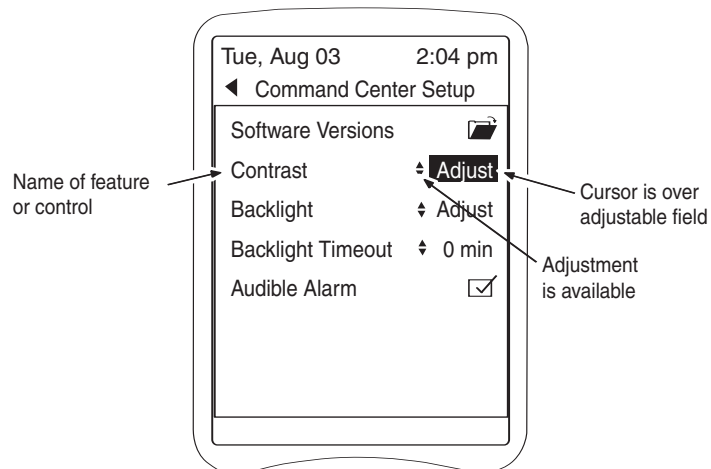 Tue, Aug 03 2:04 pm
Command Center Setup
Software Versions
Contrast Adjust
Backlight Adjust
Backlight Timeout 0 min
Audible Alarm
Name of feature
or control
Cursor is over
adjustable field
Adjustment
is available